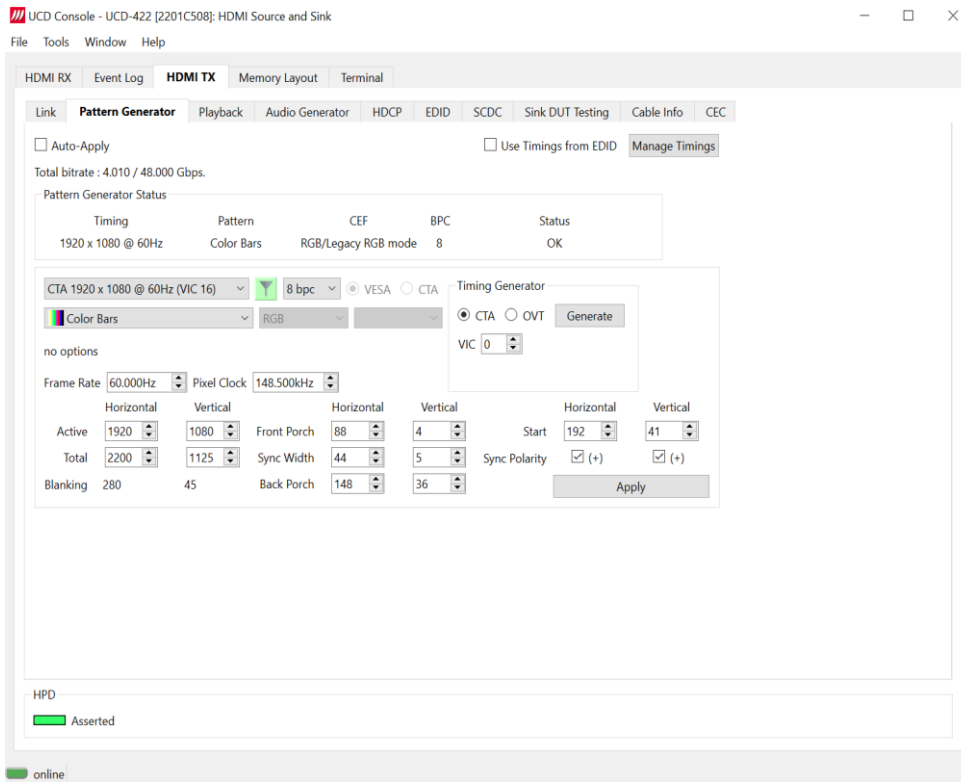 UCD Console - UCD-422 [2201C508]: HDMI Source and Sink
File Tools Window Help
HDMI RX Event Log HDMI TX Memory Layout Terminal
Link Pattern Generator Playback Audio Generator HDCP EDID SCDC Sink DUT Testing Cable Info CEC
Auto-Apply Use Timings from EDID Manage Timings
Total bitrate : 4.010 / 48.000 Gbps.
Pattern Generator Status
Timing Pattern CEF BPC Status
1920 x 1080 @ 60Hz Color Bars RGB/Legacy RGB mode 8 OK
CTA 1920 x 1080 @ 60Hz (VIC 16) 8 bpc VESA CTA
Color Bars RGB
no options
Timing Generator
CTA OVT Generate
VIC 0
Frame Rate 60.000Hz Pixel Clock 148.500kHz
Horizontal Vertical Horizontal Vertical Horizontal Vertical
Active 1920 1080 Front Porch 88 4 Start 192 41
Total 2200 1125 Sync Width 44 5 Sync Polarity (+) (+)
Blanking 280 45 Back Porch 148 36 Apply
HPD
Asserted
online